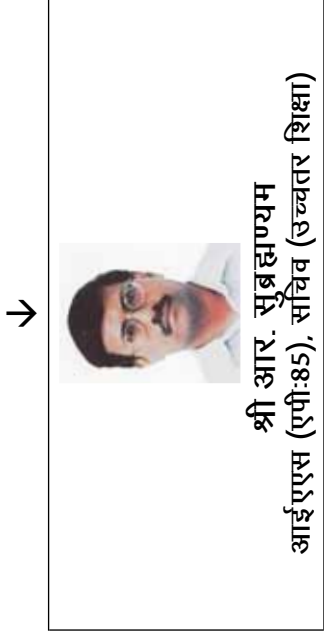 श्री आर. सुंब्रह्मण्यम
आईएएस (एपी:85), सचिव (उच्चतर शिक्षा)